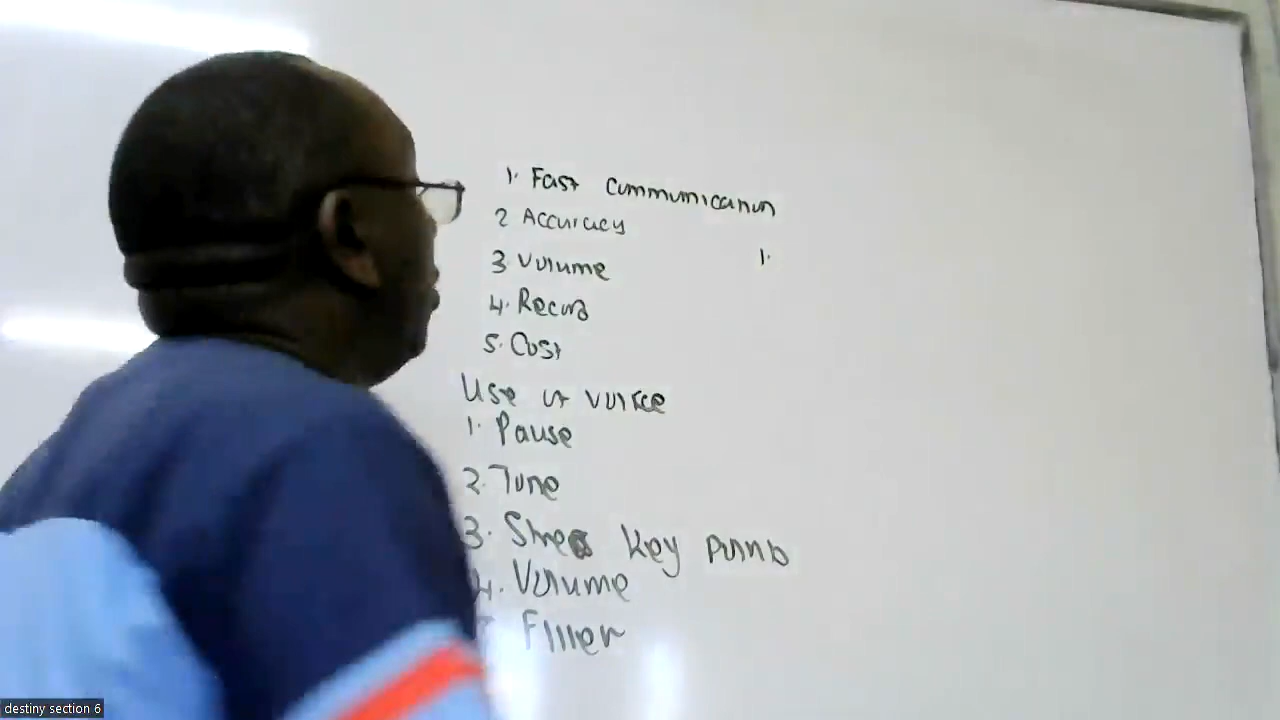 1. Fast Communication
2 Accuracy
3 Volume
1.
4. Record
5. Cost
Use of voice
1. Pause
2. Tone
3. Stress key points
4. Volume
Filler
destiny section 6